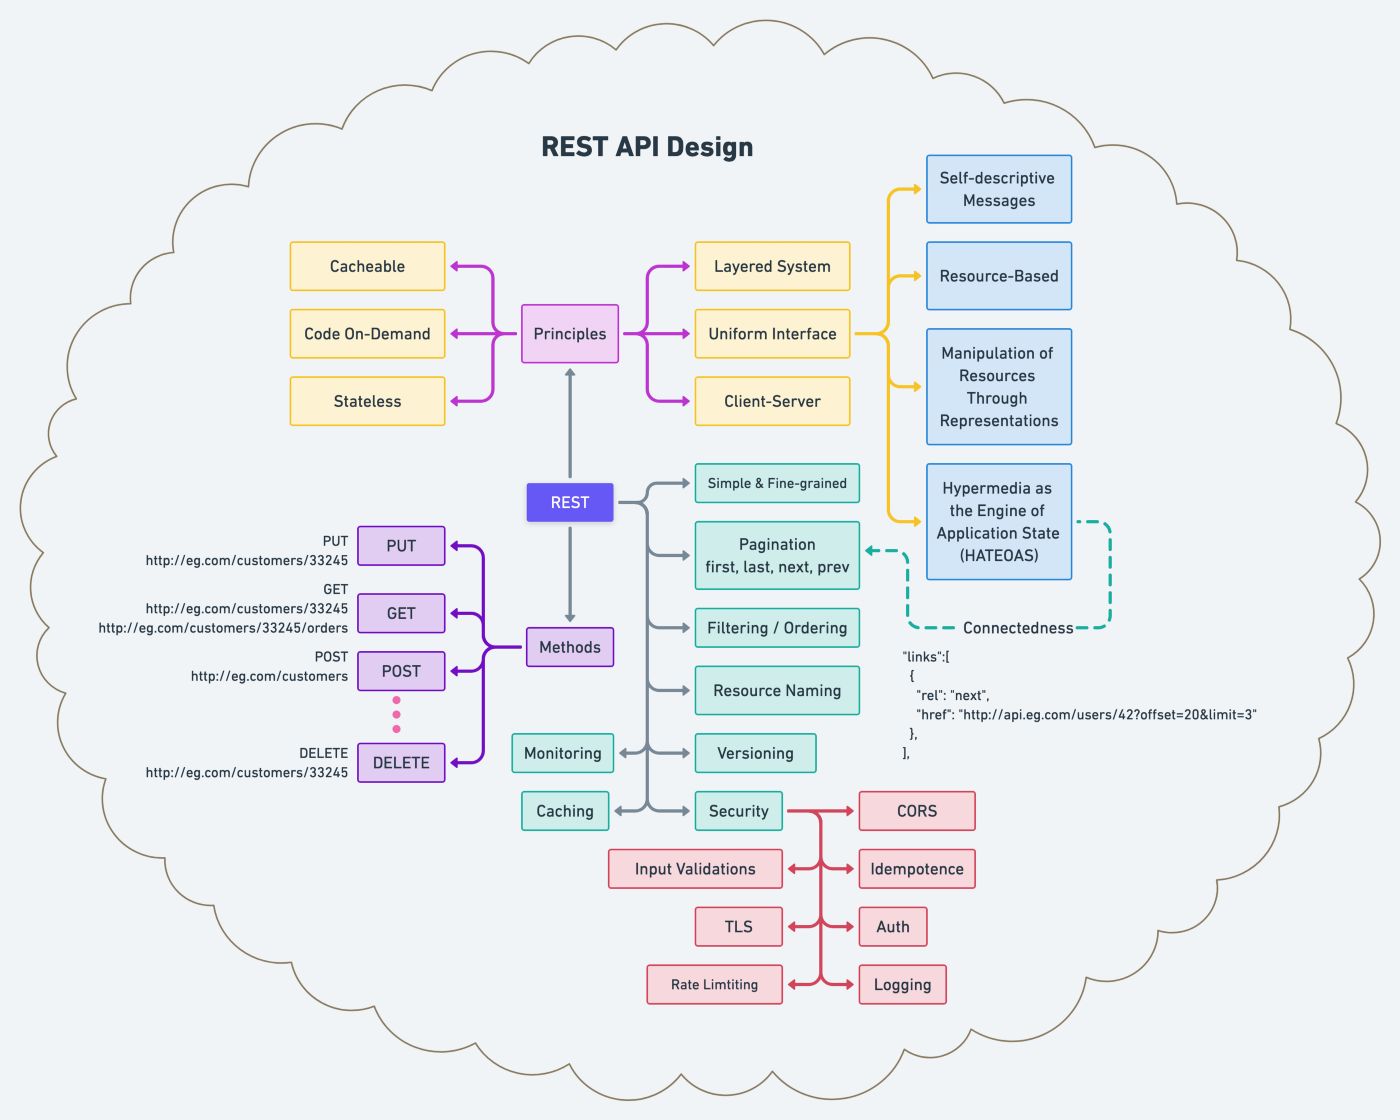 REST API Design
Self-descriptive
Messages
Cacheable
Layered System
Resource-Based
Code On-Demand
Principles
Uniform Interface
Manipulation of
Resources
Through
Representations
Stateless
Client-Server
REST
Simple & Fine-grained
Hypermedia as
the Engine of
Application State
(HATEOAS)
PUT
http://eg.com/customers/33245
PUT
Pagination
first, last, next, prev
GET
http://eg.com/customers/33245
http://eg.com/customers/33245/orders
GET
Methods
Filtering / Ordering
Connectedness
POST
http://eg.com/customers
POST
Resource Naming
"links":[
{
"rel": "next",
"href": "http://api.eg.com/users/42?offset=20&limit=3"
},
],
DELETE
http://eg.com/customers/33245
DELETE
Monitoring
Versioning
Caching
Security
CORS
Input Validations
Idempotence
TLS
Auth
Rate Limtiting
Logging